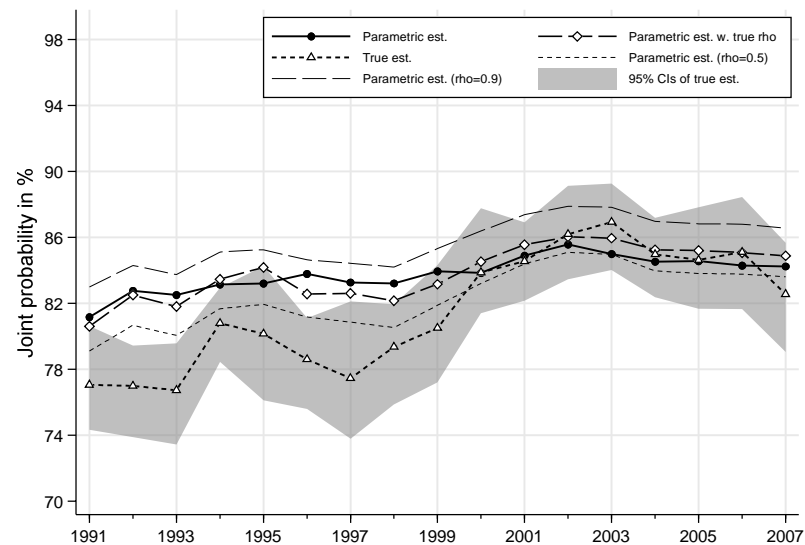 98
94
90
86
82
78
74
70
Joint probability in %
Parametric est.
True est.
Parametric est. (rho=0.9)
Parametric est. w. true rho
Parametric est. (rho=0.5)
95% CIs of true est.
1991 1993 1995 1997 1999 2001 2003 2005 2007